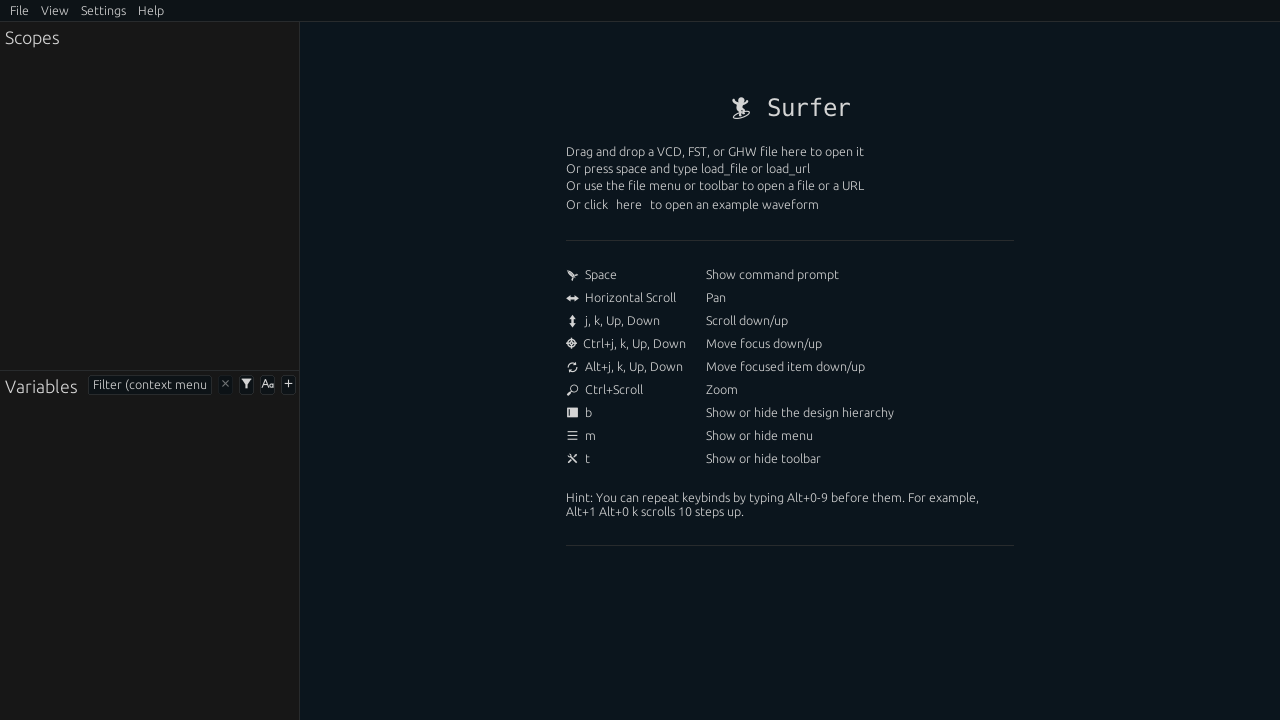 File View Settings Help
Scopes
Variables Filter (context menu Aa +
Surfer
Drag and drop a VCD, FST, or GHW file here to open it
Or press space and type load_file or load_url
Or use the file menu or toolbar to open a file or a URL
Or click here to open an example waveform
Space Show command prompt
Horizontal Scroll Pan
j, k, Up, Down Scroll down/up
Ctrl+j, k, Up, Down Move focus down/up
Alt+j, k, Up, Down Move focused item down/up
Ctrl+Scroll Zoom
b Show or hide the design hierarchy
m Show or hide menu
t Show or hide toolbar
Hint: You can repeat keybinds by typing Alt+0-9 before them. For example,
Alt+1 Alt+0 k scrolls 10 steps up.